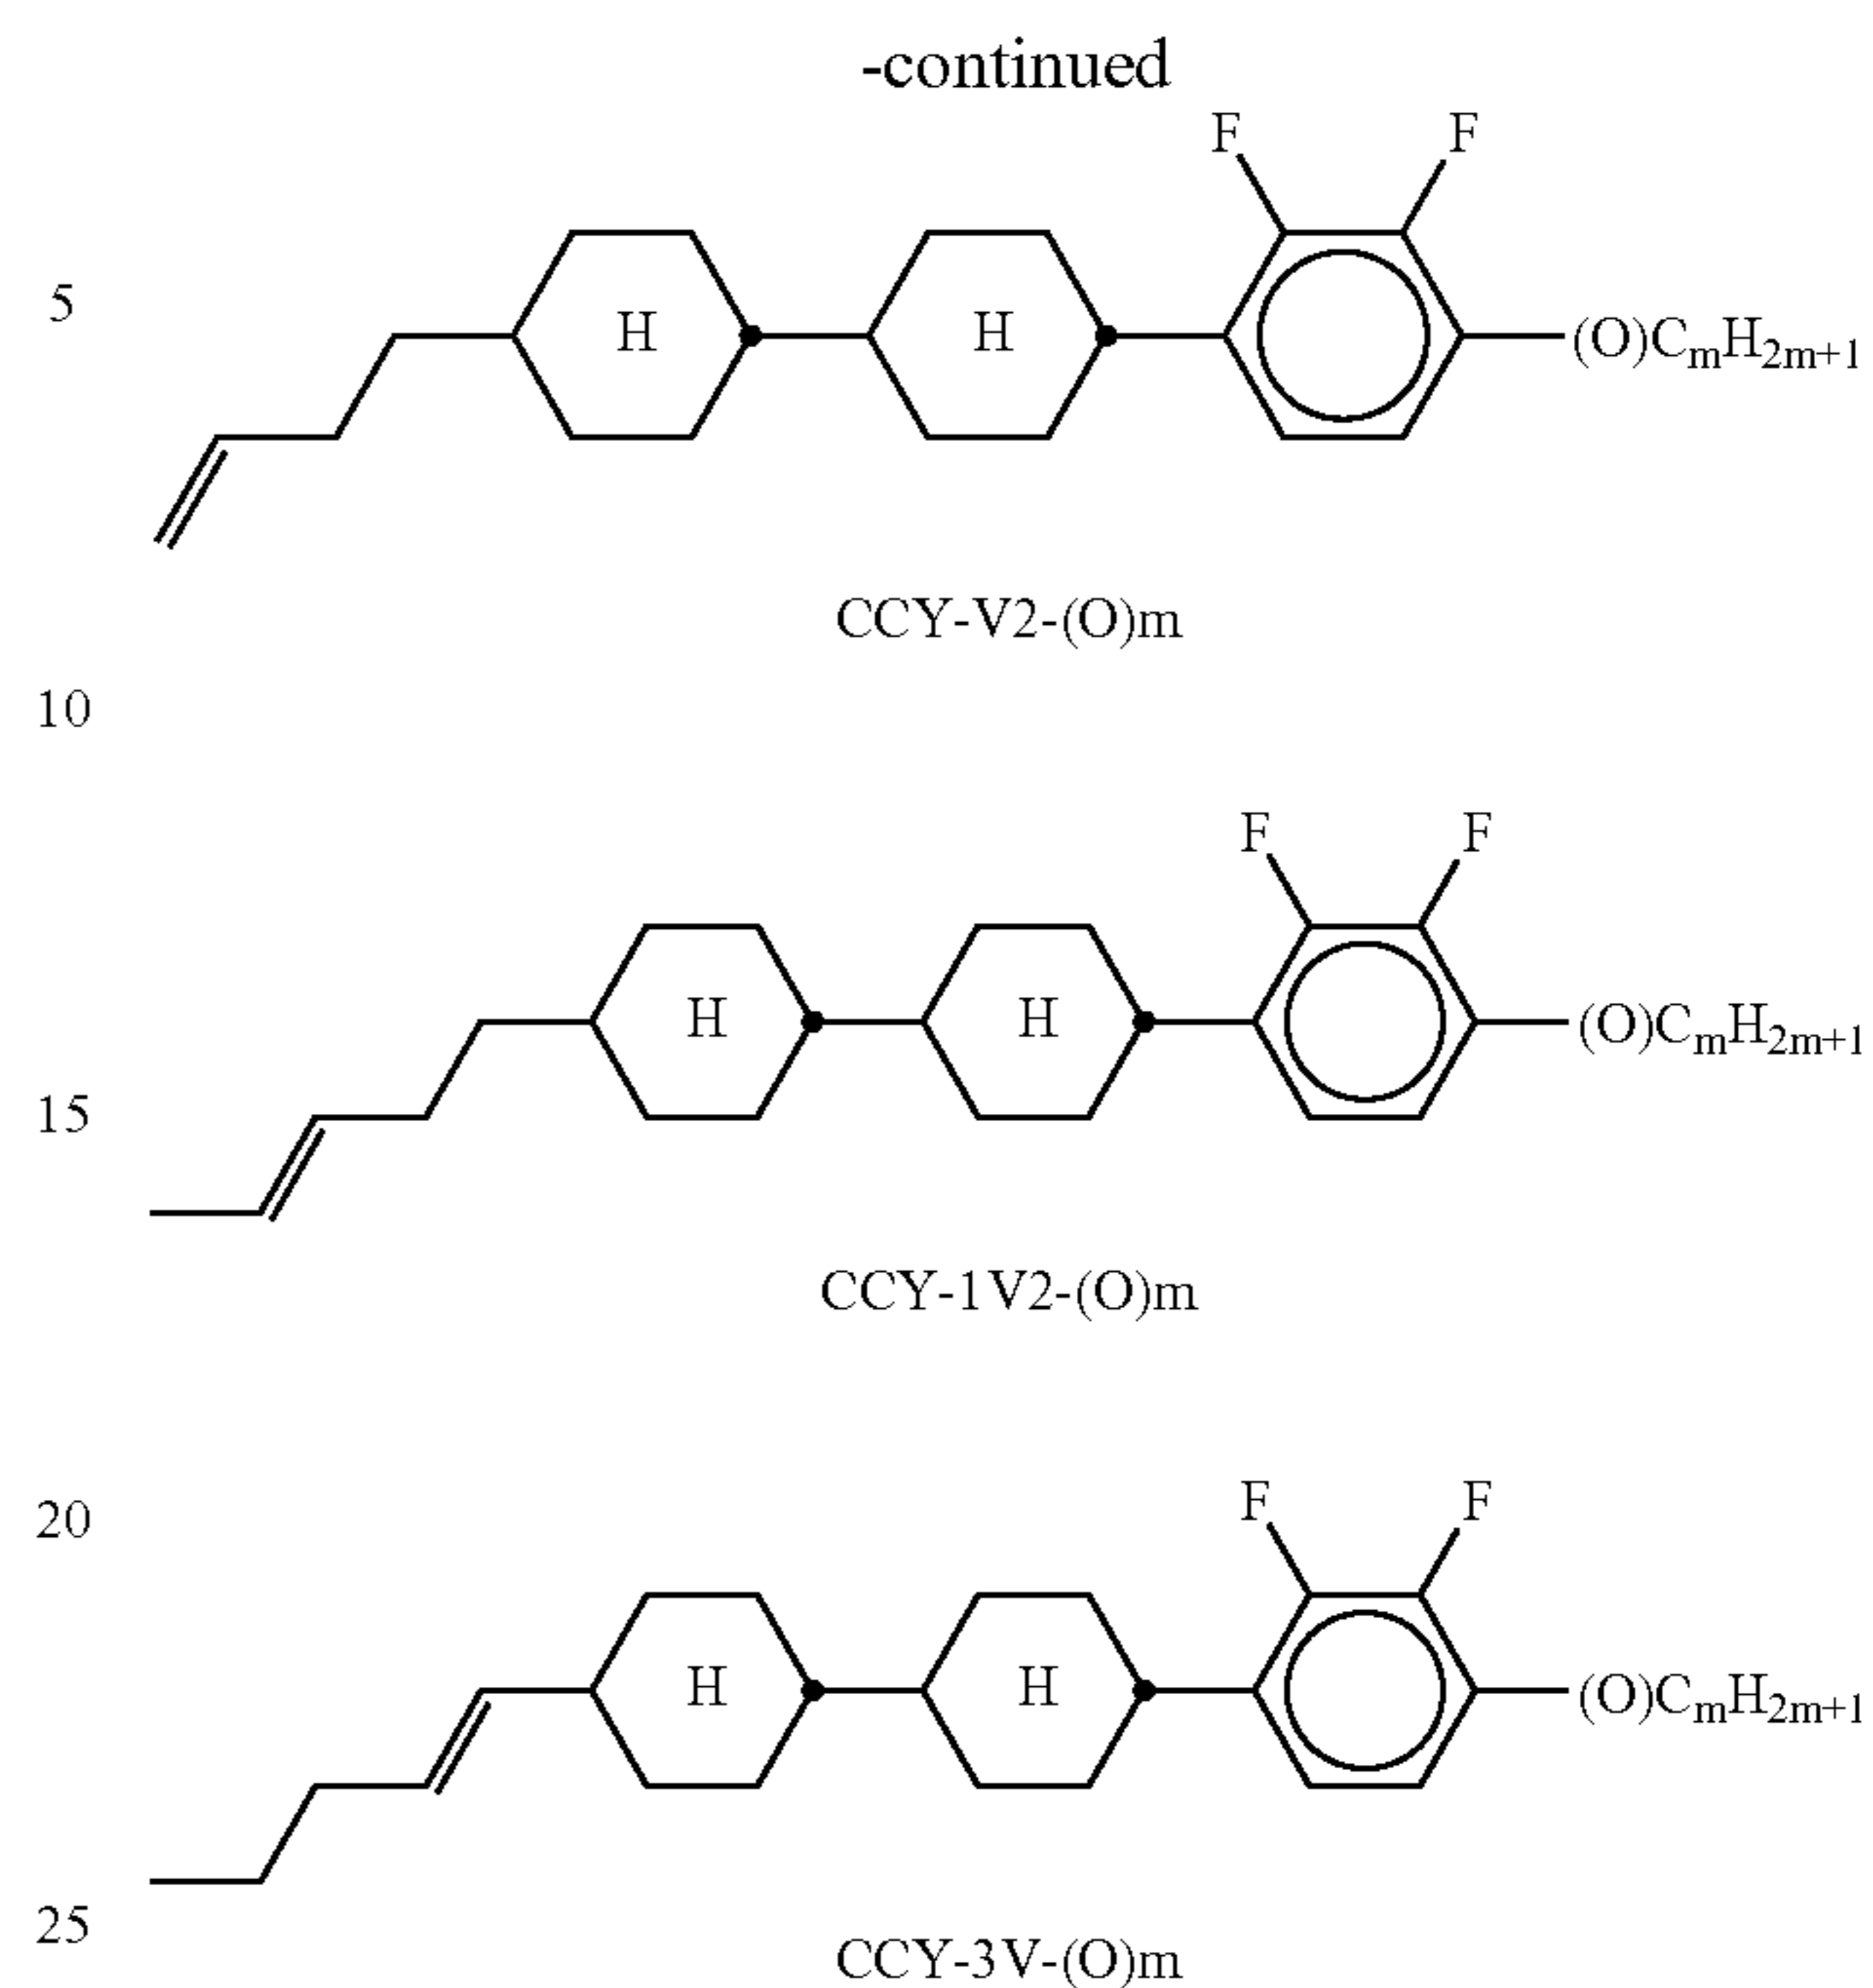 -continued
F F
5
H H (O)CmH2m+1
CCY-V2-(O)m
10
F F
H H (O)CmH2m+1
15
CCY-1V2-(O)m
20
F F
H H (O)CmH2m+1
25
CCY-3V-(O)m